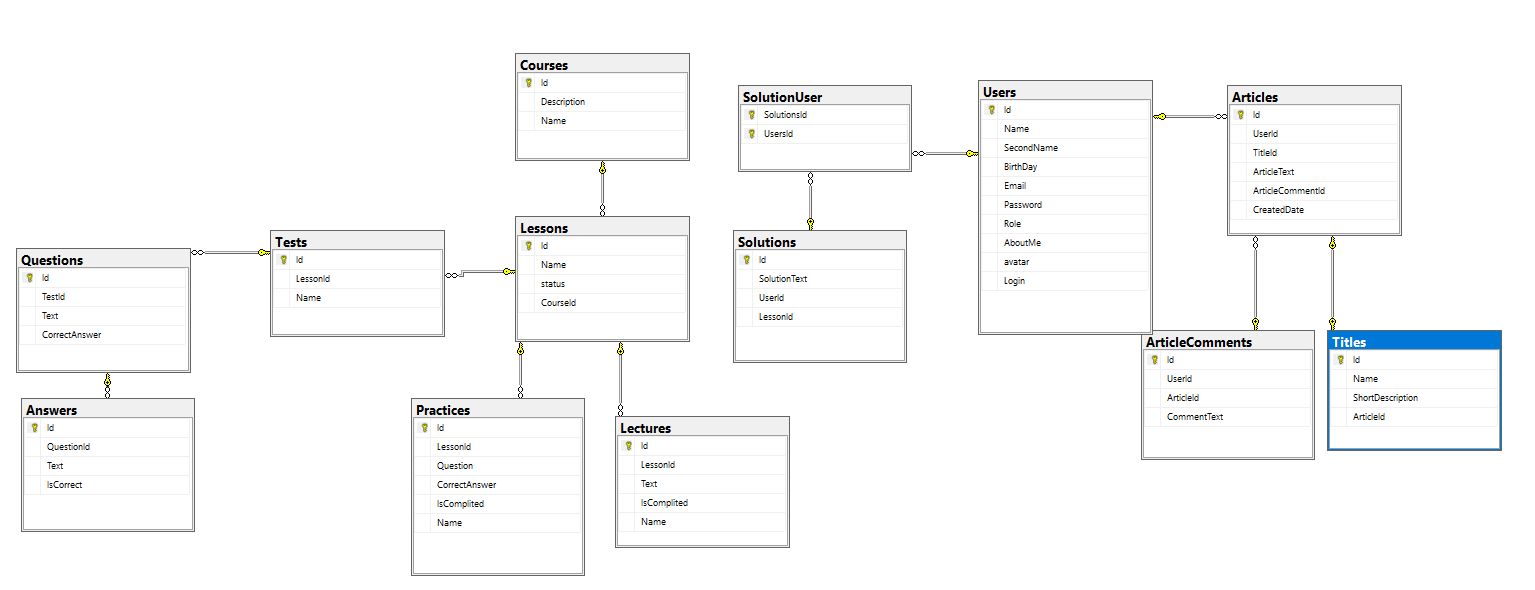 Courses
Id
Description
Name
SolutionUser
SolutionsId
UsersId
Users
Id
Name
SecondName
BirthDay
Email
Password
Role
AboutMe
avatar
Login
Articles
Id
UserId
TitleId
ArticleText
ArticleCommentId
CreatedDate
Questions
Id
TestId
Text
CorrectAnswer
Tests
Id
LessonId
Name
Lessons
Id
Name
status
CourseId
Solutions
Id
SolutionText
UserId
LessonId
ArticleComments
Id
UserId
ArticleId
CommentText
Titles
Id
Name
ShortDescription
ArticleId
Answers
Id
QuestionId
Text
IsCorrect
Practices
Id
LessonId
Question
CorrectAnswer
IsComplited
Name
Lectures
Id
LessonId
Text
IsComplited
Name